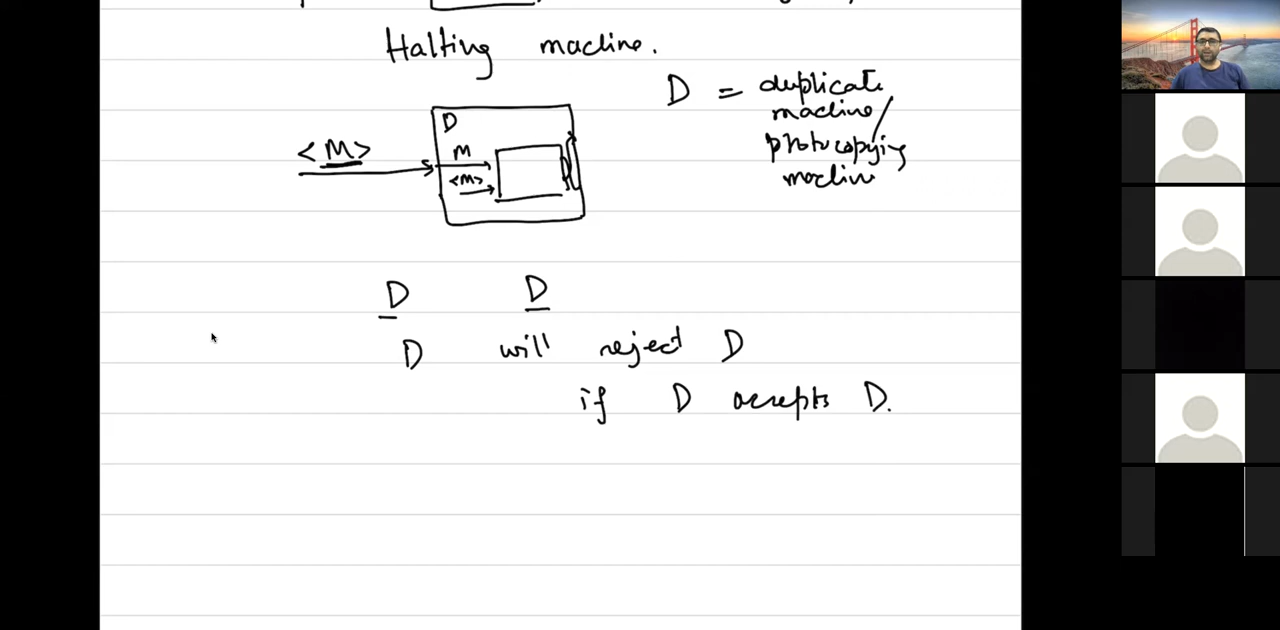 Halting machine.
D = duplicate
machine/
photocopying
machine
D
<M>
M
<M>
D D
D will reject D
if D accepts D.